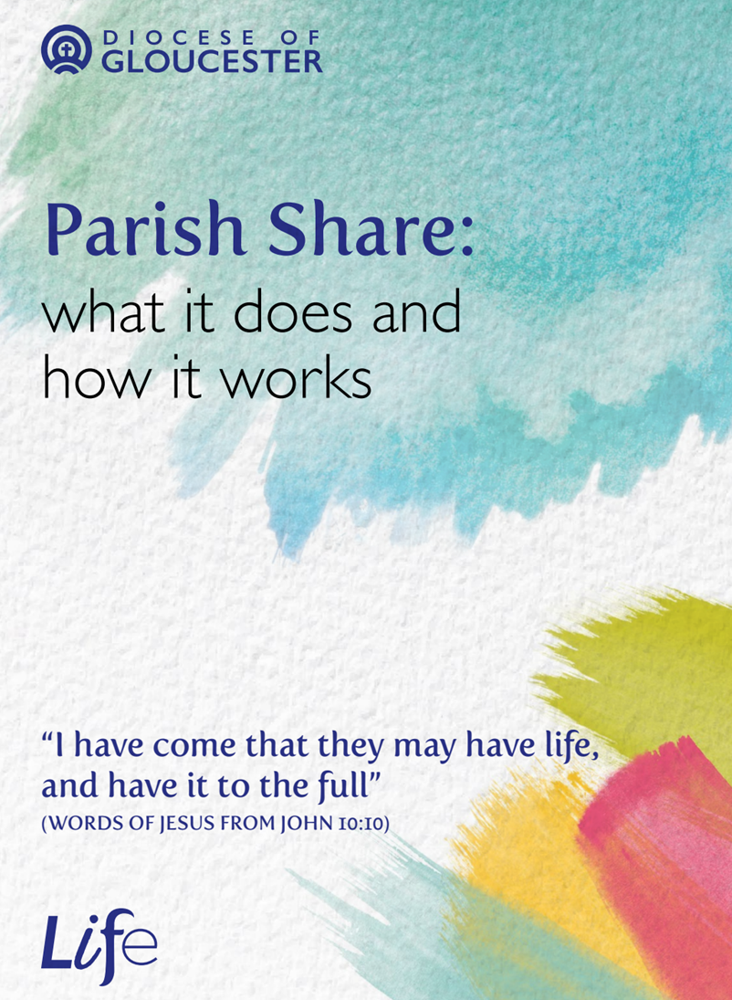 DIOCESE OF
GLOUCESTER
Parish Share:
what it does and
how it works
“I have come that they may have life,
and have it to the full”
(WORDS OF JESUS FROM JOHN 10:10)
Life